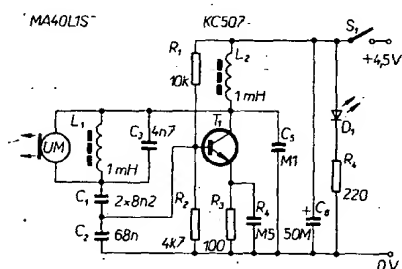 MA40L1S
KC507
S1
+4,5V
R1
10k
L2
1mH
T1
L1
C3 4n7
UM
1mH
C5
M1
D1
C1 2x8n2
R2
R3
R4
M5
+
C6
50M
R4
220
C2 68n
4k7
100
0V